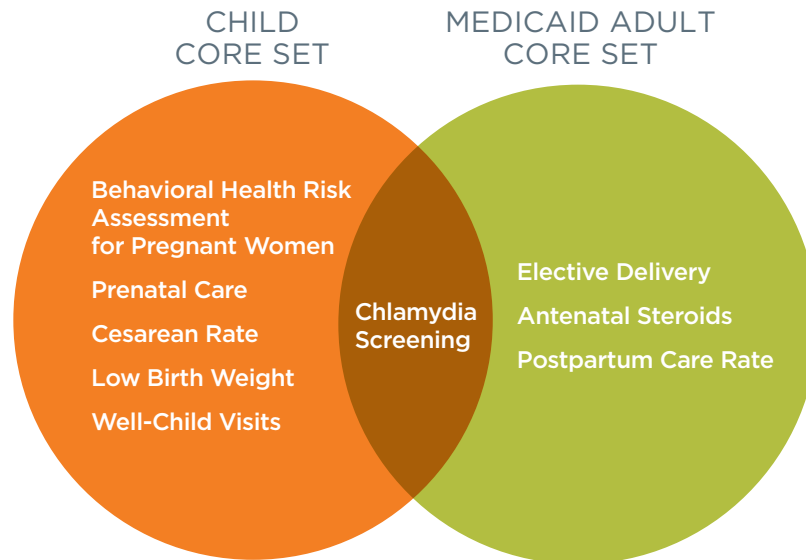 CHILD
CORE SET
MEDICAID ADULT
CORE SET
Behavioral Health Risk
Assessment
for Pregnant Women
Prenatal Care
Cesarean Rate
Low Birth Weight
Well-Child Visits
Chlamydia
Screening
Elective Delivery
Antenatal Steroids
Postpartum Care Rate